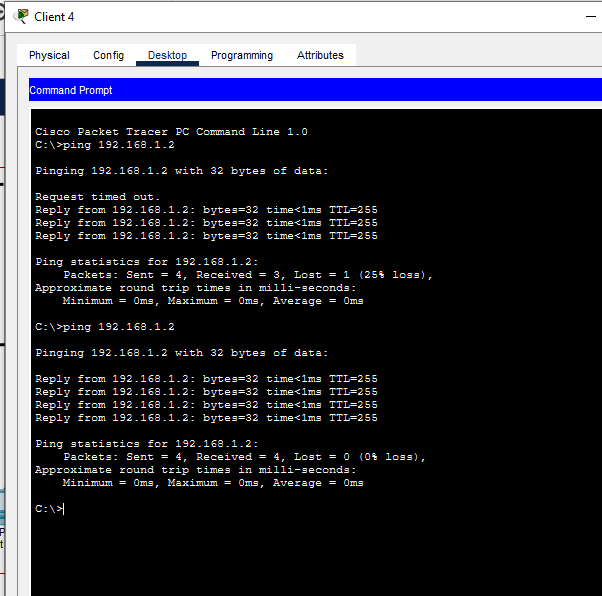 Client 4
Physical Config Desktop Programming Attributes
Command Prompt
Cisco Packet Tracer PC Command Line 1.0
C:\>ping 192.168.1.2
Pinging 192.168.1.2 with 32 bytes of data:
Request timed out.
Reply from 192.168.1.2: bytes=32 time<1ms TTL=255
Reply from 192.168.1.2: bytes=32 time<1ms TTL=255
Reply from 192.168.1.2: bytes=32 time<1ms TTL=255
Ping statistics for 192.168.1.2:
Packets: Sent = 4, Received = 3, Lost = 1 (25% loss),
Approximate round trip times in milli-seconds:
Minimum = 0ms, Maximum = 0ms, Average = 0ms
C:\>ping 192.168.1.2
Pinging 192.168.1.2 with 32 bytes of data:
Reply from 192.168.1.2: bytes=32 time<1ms TTL=255
Reply from 192.168.1.2: bytes=32 time<1ms TTL=255
Reply from 192.168.1.2: bytes=32 time<1ms TTL=255
Reply from 192.168.1.2: bytes=32 time<1ms TTL=255
Ping statistics for 192.168.1.2:
Packets: Sent = 4, Received = 4, Lost = 0 (0% loss),
Approximate round trip times in milli-seconds:
Minimum = 0ms, Maximum = 0ms, Average = 0ms
C:\>